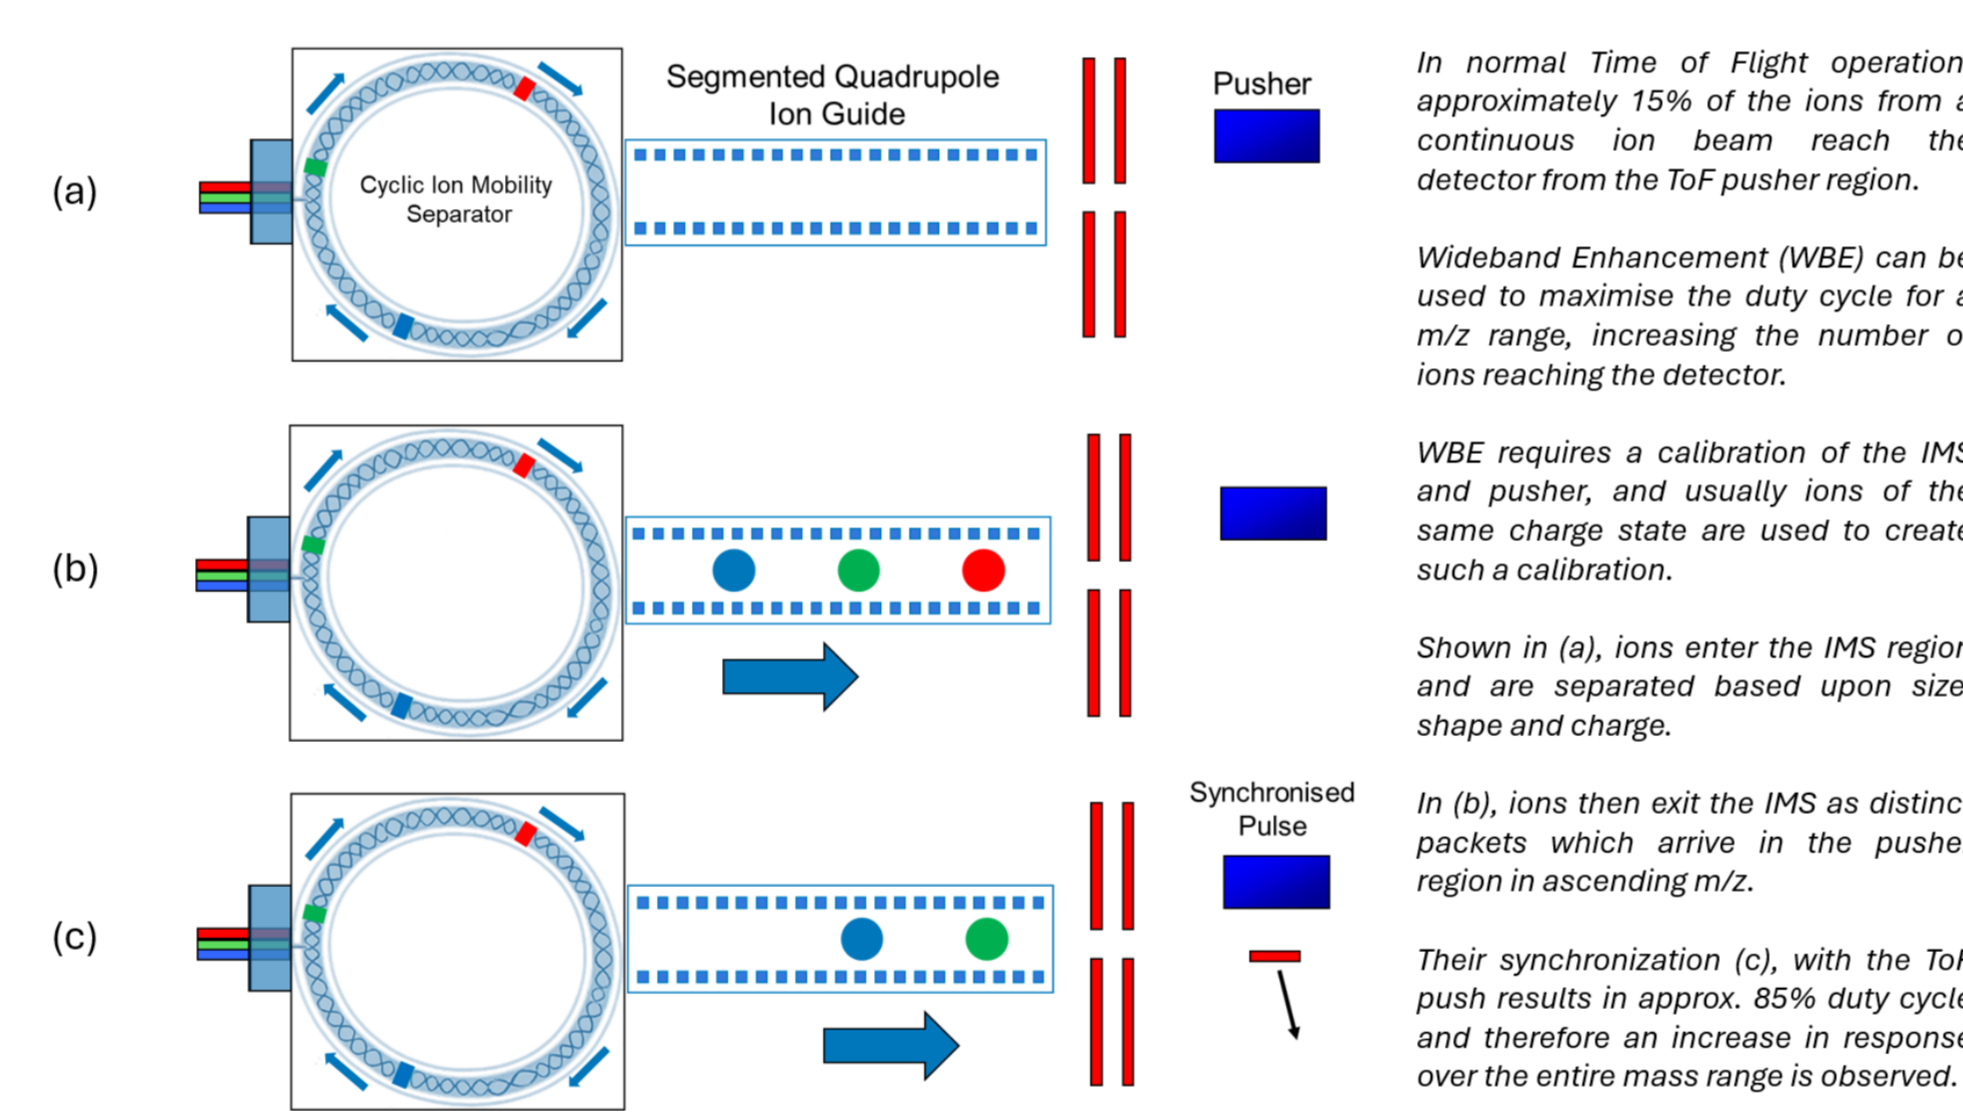 (a)
Cyclic Ion Mobility
Separator
Segmented Quadrupole
Ion Guide
Pusher
(b)
(c)
Synchronised
Pulse
In normal Time of Flight operation
approximately 15% of the ions from a
continuous ion beam reach the
detector from the ToF pusher region.
Wideband Enhancement (WBE) can be
used to maximise the duty cycle for a
m/z range, increasing the number o
ions reaching the detector.
WBE requires a calibration of the IMS
and pusher, and usually ions of the
same charge state are used to create
such a calibration.
Shown in (a), ions enter the IMS region
and are separated based upon size
shape and charge.
In (b), ions then exit the IMS as distinc
packets which arrive in the pushe
region in ascending m/z.
Their synchronization (c), with the ToF
push results in approx. 85% duty cycle
and therefore an increase in response
over the entire mass range is observed.